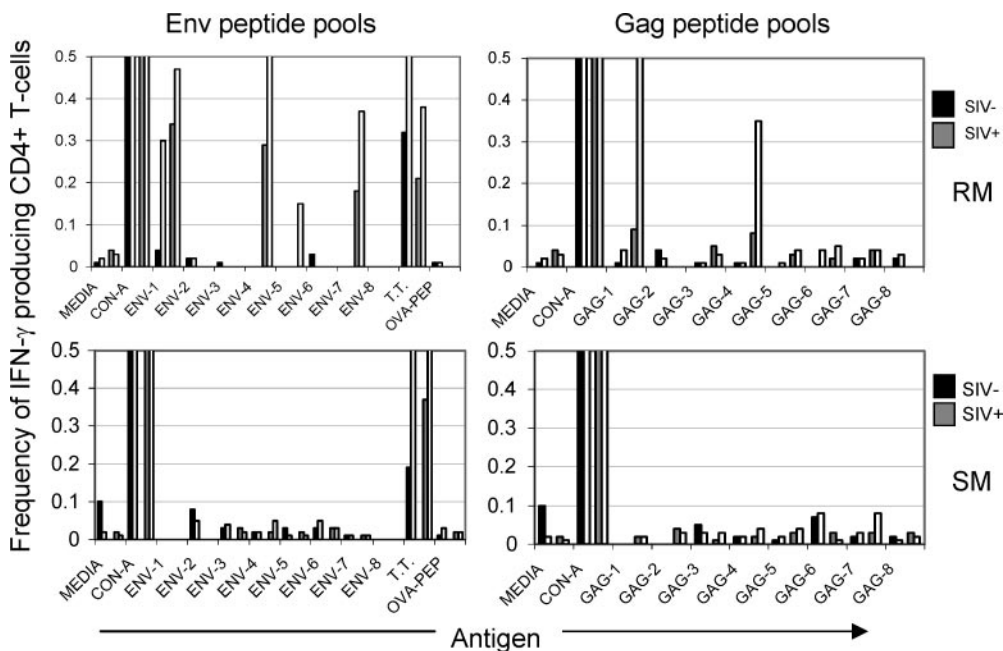 Env peptide pools
Gag peptide pools
Frequency of IFN-γ producing CD4+ T-cells
0.5
0.4
0.3
0.2
0.1
0
MEDIA
CON-A
ENV-1
ENV-2
ENV-3
ENV-4
ENV-5
ENV-6
ENV-7
ENV-8
T.T.
OVA-PEP
0.5
0.4
0.3
0.2
0.1
0
MEDIA
CON-A
GAG-1
GAG-2
GAG-3
GAG-4
GAG-5
GAG-6
GAG-7
GAG-8
SIV-
SIV+
RM
0.5
0.4
0.3
0.2
0.1
0
MEDIA
CON-A
ENV-1
ENV-2
ENV-3
ENV-4
ENV-5
ENV-6
ENV-7
ENV-8
T.T.
OVA-PEP
0.5
0.4
0.3
0.2
0.1
0
MEDIA
CON-A
GAG-1
GAG-2
GAG-3
GAG-4
GAG-5
GAG-6
GAG-7
GAG-8
SIV-
SIV+
SM
Antigen